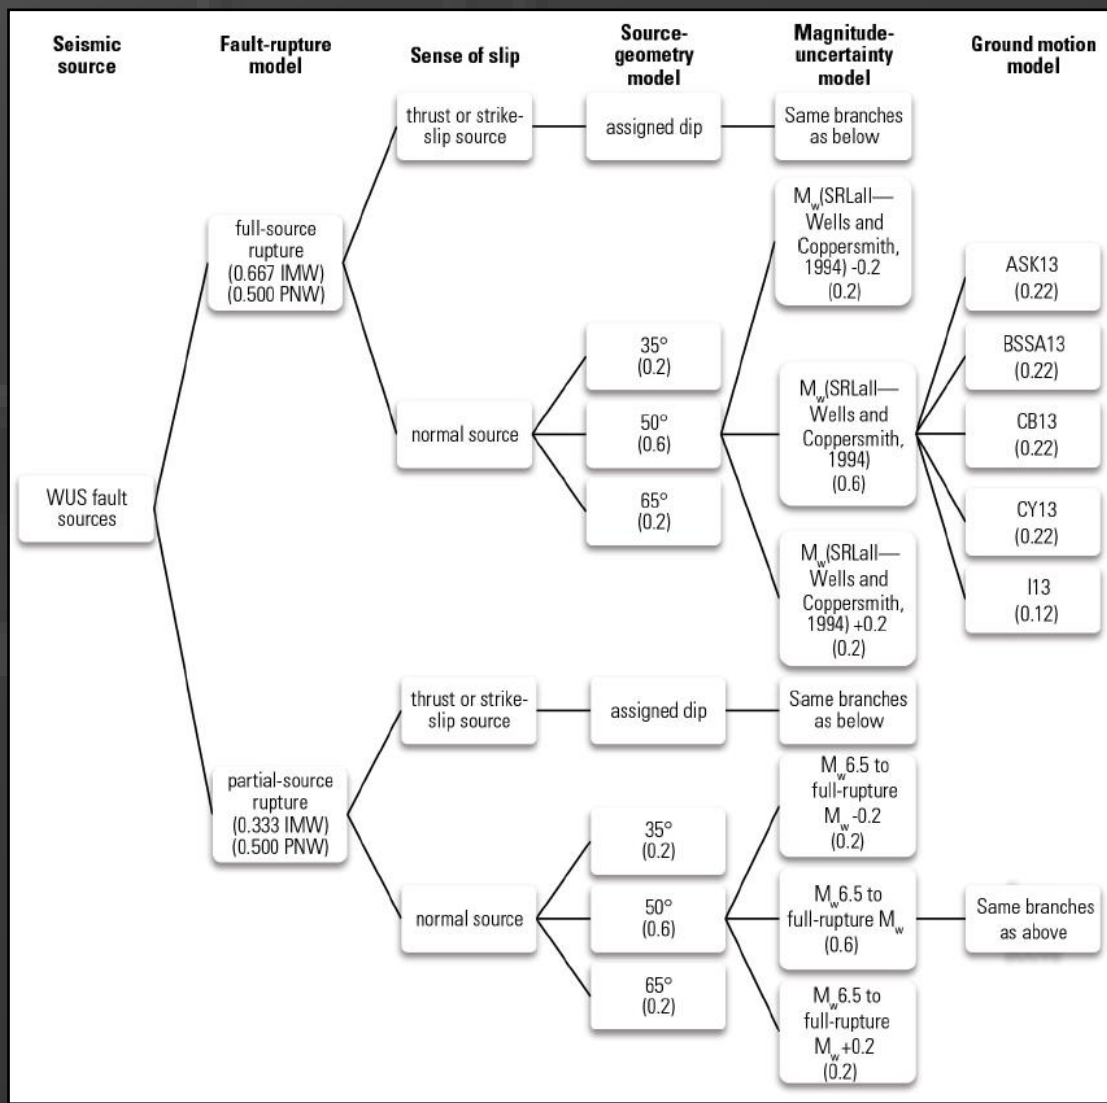 Seismic
source
Fault-rupture
model
Sense of slip
Source-
geometry
model
Magnitude-
uncertainty
model
Ground motion
model
WUS fault
sources
full-source
rupture
(0.667 IMW)
(0.500 PNW)
thrust or strike-
slip source
assigned dip
Same branches
as below
normal source
35°
(0.2)
50°
(0.6)
65°
(0.2)
Mw(SRLall—
Wells and
Coppersmith,
1994) -0.2
(0.2)
Mw(SRLall—
Wells and
Coppersmith,
1994)
(0.6)
Mw(SRLall—
Wells and
Coppersmith,
1994) +0.2
(0.2)
ASK13
(0.22)
BSSA13
(0.22)
CB13
(0.22)
CY13
(0.22)
I13
(0.12)
partial-source
rupture
(0.333 IMW)
(0.500 PNW)
thrust or strike-
slip source
assigned dip
Same branches
as below
normal source
35°
(0.2)
50°
(0.6)
65°
(0.2)
Mw6.5 to
full-rupture
Mw-0.2
(0.2)
Mw6.5 to
full-rupture Mw
(0.6)
Mw6.5 to
full-rupture
Mw+0.2
(0.2)
Same branches
as above